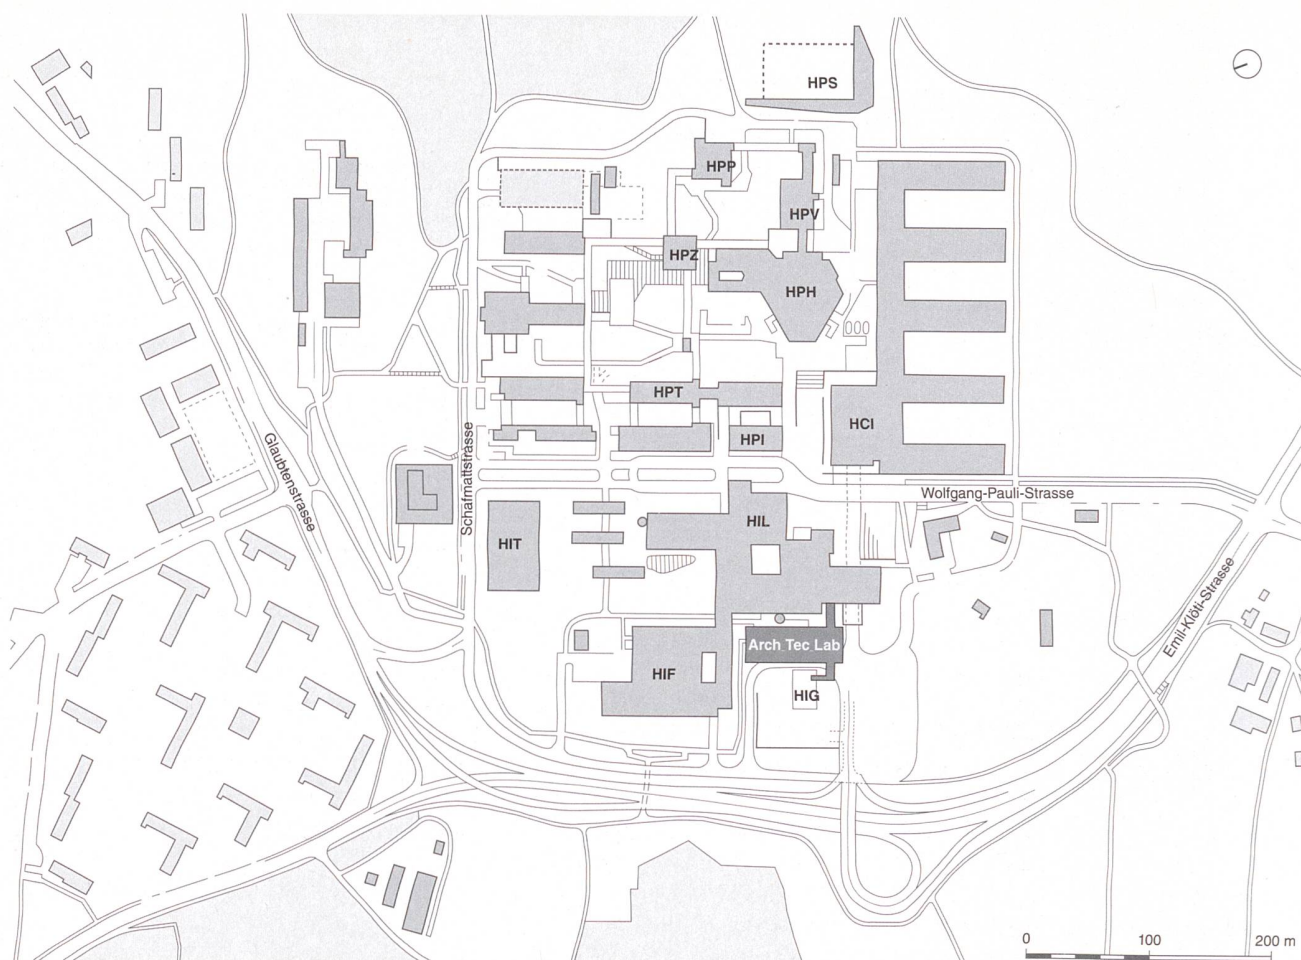 HPS
HPP
HPV
HPZ
HPH
HPT
HPI
HCI
Glaubtenstrasse
Schafmattstrasse
Wolfgang-Pauli-Strasse
HIT
HIL
Emil-Klöti-Strasse
Arch Tec Lab
HIF
HIG
0 100 200 m